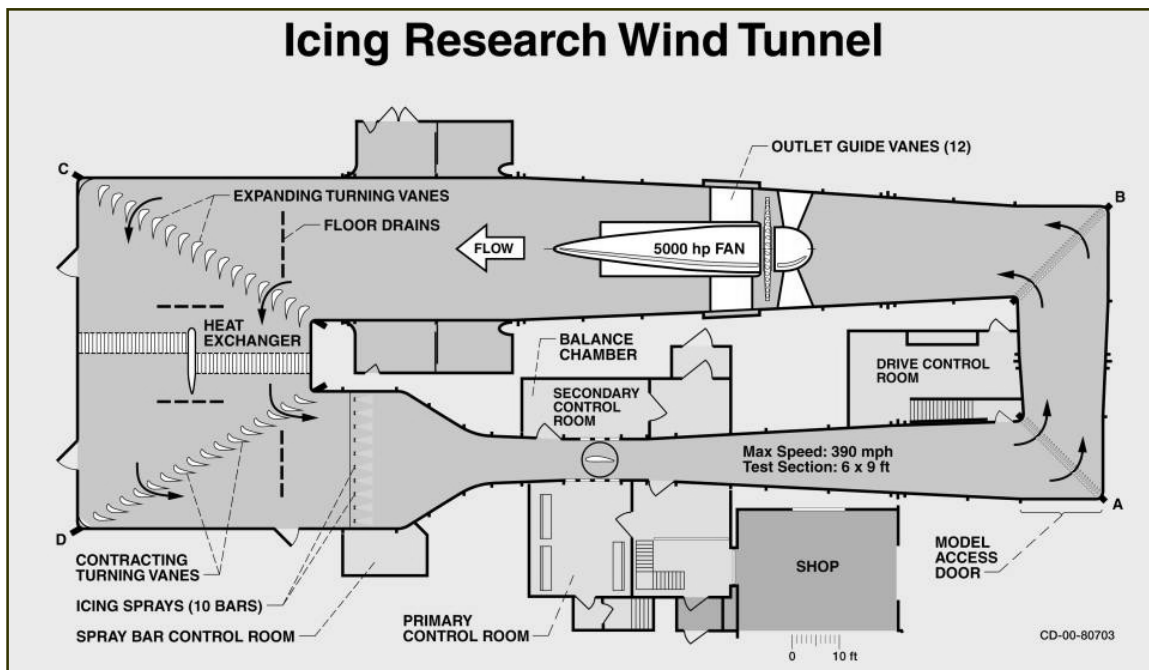 Icing Research Wind Tunnel
OUTLET GUIDE VANES (12)
C
B
EXPANDING TURNING VANES
FLOOR DRAINS
FLOW
5000 hp FAN
HEAT
EXCHANGER
BALANCE
CHAMBER
DRIVE CONTROL
ROOM
SECONDARY
CONTROL
ROOM
Max Speed: 390 mph
Test Section: 6 x 9 ft
A
D
CONTRACTING
TURNING VANES
ICING SPRAYS (10 BARS)
SPRAY BAR CONTROL ROOM
PRIMARY
CONTROL ROOM
SHOP
MODEL
ACCESS
DOOR
0 10 ft
CD-00-80703